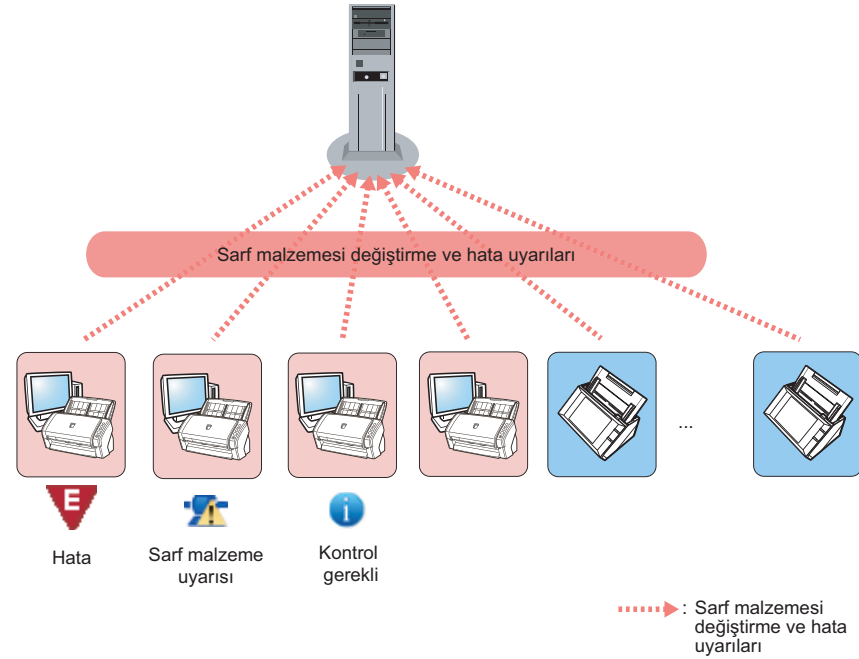 Sarf malzemesi değiştirme ve hata uyarıları
...
E
i
Hata
Sarf malzeme
uyarısı
Kontrol
gerekli
: Sarf malzemesi
değiştirme ve hata
uyarıları